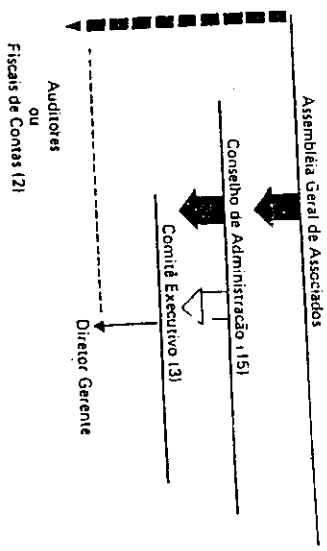 Assembléia Geral de Associados
Conselho de Administração (15)
Comitê Executivo (3)
Diretor Gerente
Auditores
ou
Fiscais de Contas (2)